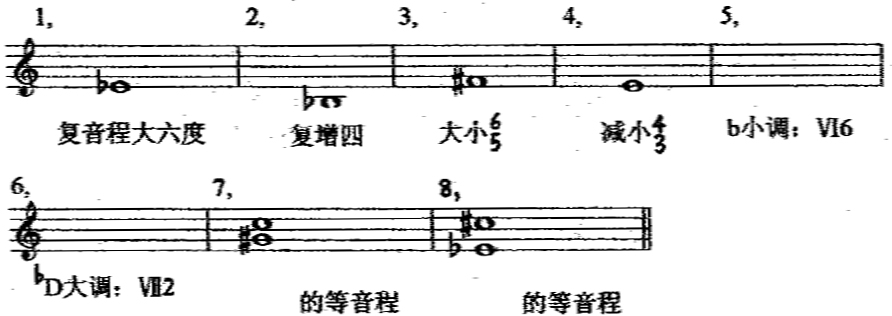 1, 2, 3, 4, 5,
复音程大六度 复增四 大小6/5 减小4/3 b小调：Ⅵ6
6, 7, 8,
bD大调：Ⅶ2 的等音程 的等音程